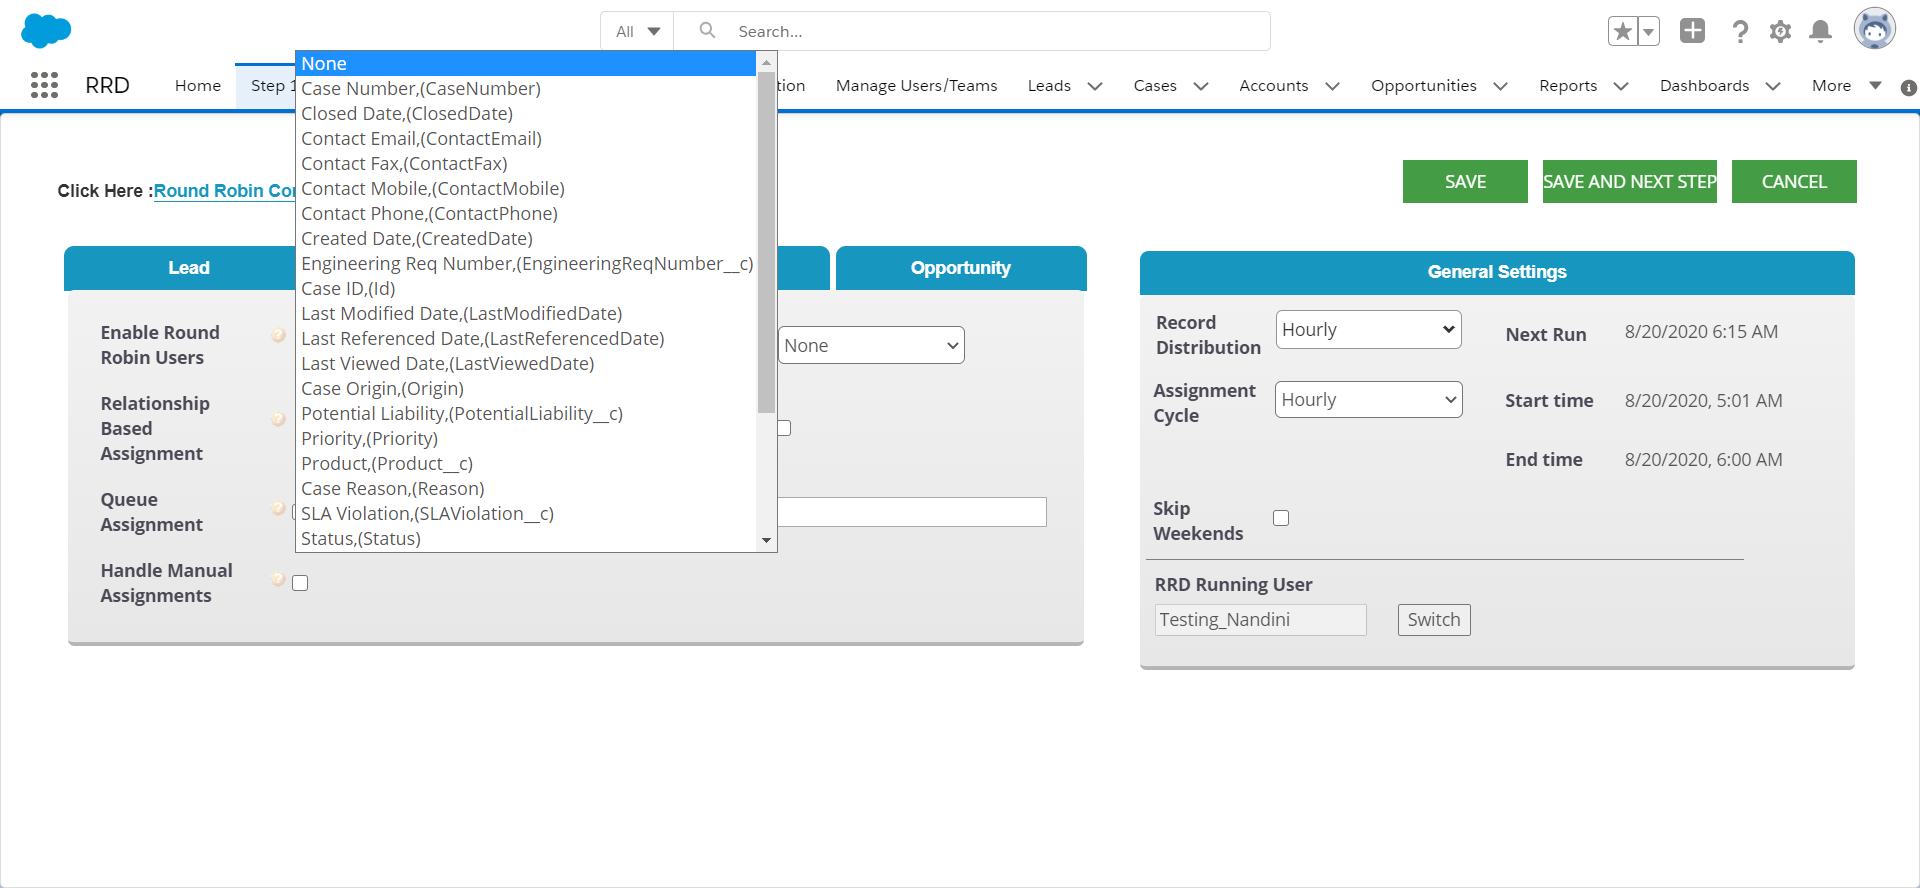 All
Search...
RRD
Home
Step 1
tion
Manage Users/Teams
Leads
Cases
Accounts
Opportunities
Reports
Dashboards
More
None
Case Number,(CaseNumber)
Closed Date,(ClosedDate)
Contact Email,(ContactEmail)
Contact Fax,(ContactFax)
Contact Mobile,(ContactMobile)
Contact Phone,(ContactPhone)
Created Date,(CreatedDate)
Engineering Req Number,(EngineeringReqNumber__c)
Case ID,(Id)
Last Modified Date,(LastModifiedDate)
Last Referenced Date,(LastReferencedDate)
Last Viewed Date,(LastViewedDate)
Case Origin,(Origin)
Potential Liability,(PotentialLiability__c)
Priority,(Priority)
Product,(Product__c)
Case Reason,(Reason)
SLA Violation,(SLAViolation__c)
Status,(Status)
Click Here :Round Robin Con
SAVE
SAVE AND NEXT STEP
CANCEL
Lead
Opportunity
Enable Round
Robin Users
None
Relationship
Based
Assignment
Queue
Assignment
Handle Manual
Assignments
General Settings
Record
Distribution
Hourly
Next Run
8/20/2020 6:15 AM
Assignment
Cycle
Hourly
Start time
8/20/2020, 5:01 AM
End time
8/20/2020, 6:00 AM
Skip
Weekends
RRD Running User
Testing_Nandini
Switch